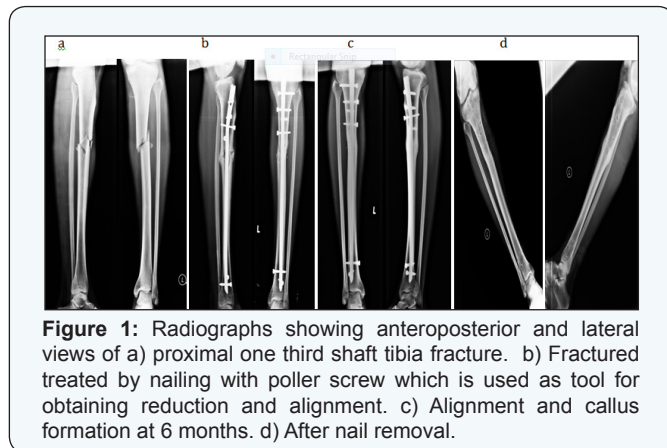 a b c d
Rectangular Snip
L
L
Figure 1: Radiographs showing anteroposterior and lateral
views of a) proximal one third shaft tibia fracture. b) Fractured
treated by nailing with poller screw which is used as tool for
obtaining reduction and alignment. c) Alignment and callus
formation at 6 months. d) After nail removal.